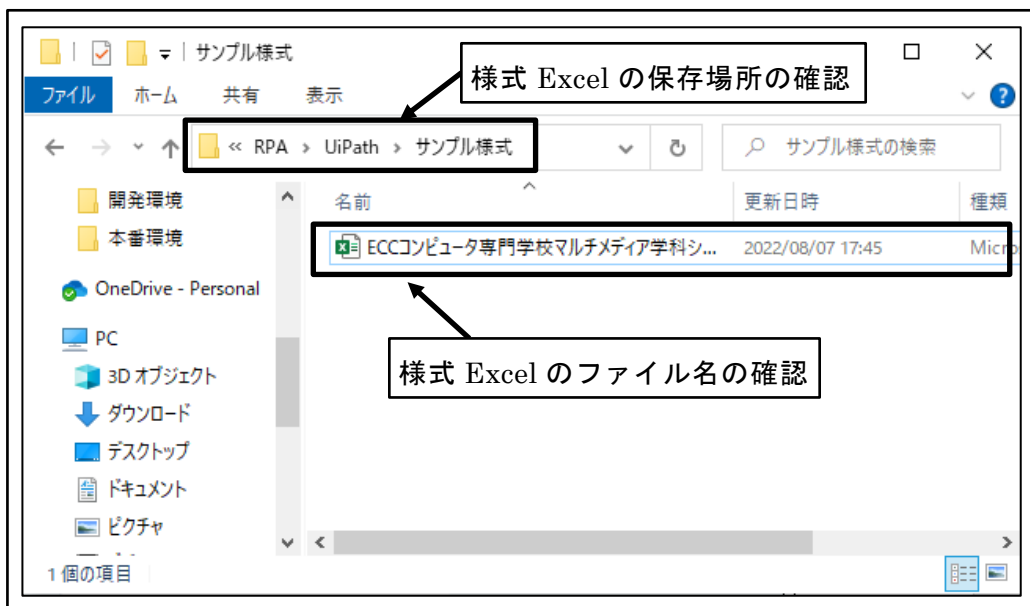 サンプル様式
様式 Excel の保存場所の確認
ファイル ホーム 共有 表示
« RPA > UiPath > サンプル様式
サンプル様式の検索
開発環境
本番環境
OneDrive - Personal
PC
3D オブジェクト
ダウンロード
デスクトップ
ドキュメント
ピクチャ
名前 更新日時 種類
ECCコンピュータ専門学校マルチメディア学科シ... 2022/08/07 17:45 Micro
様式 Excel のファイル名の確認
1 個の項目